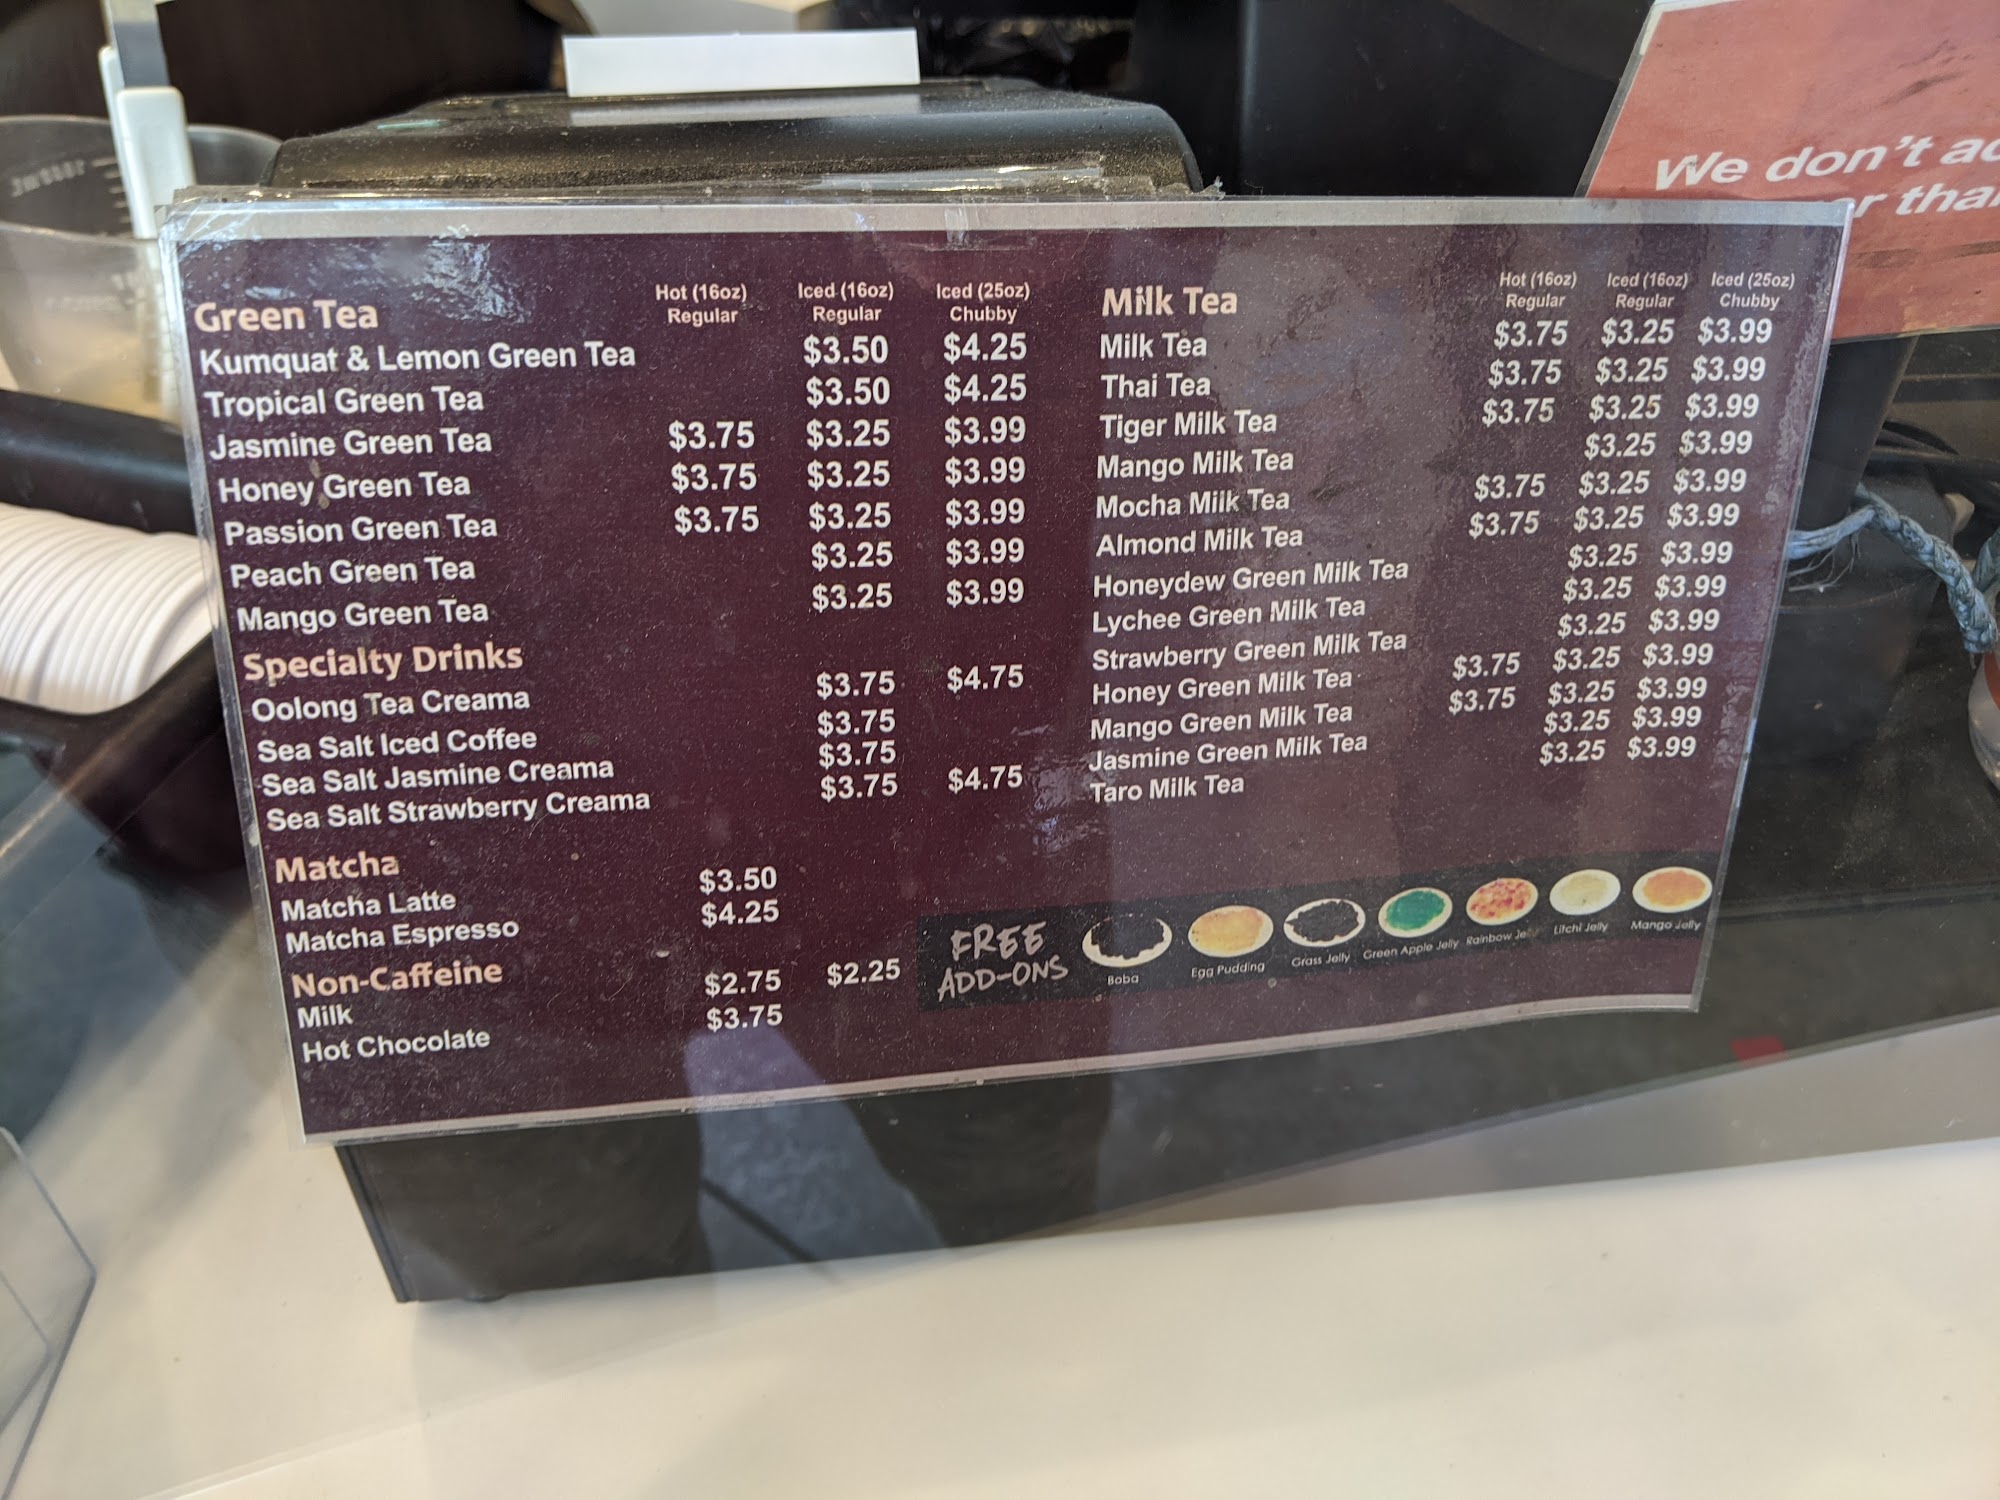 We don't ac
r tha
Green Tea Hot (16oz) Regular Iced (16oz) Regular Iced (25oz) Chubby
Kumquat & Lemon Green Tea $3.50 $4.25
Tropical Green Tea $3.50 $4.25
Jasmine Green Tea $3.75 $3.25 $3.99
Honey Green Tea $3.75 $3.25 $3.99
Passion Green Tea $3.75 $3.25 $3.99
Peach Green Tea $3.25 $3.99
Mango Green Tea $3.25 $3.99
Specialty Drinks
Oolong Tea Creama $3.75 $4.75
Sea Salt Iced Coffee $3.75
Sea Salt Jasmine Creama $3.75
Sea Salt Strawberry Creama $3.75 $4.75
Matcha
Matcha Latte $3.50
Matcha Espresso $4.25
Non-Caffeine
Milk $2.75 $2.25
Hot Chocolate $3.75
Milk Tea Hot (16oz) Regular Iced (16oz) Regular Iced (25oz) Chubby
Milk Tea $3.75 $3.25 $3.99
Thai Tea $3.75 $3.25 $3.99
Tiger Milk Tea $3.75 $3.25 $3.99
Mango Milk Tea $3.25 $3.99
Mocha Milk Tea $3.75 $3.25 $3.99
Almond Milk Tea $3.75 $3.25 $3.99
Honeydew Green Milk Tea $3.25 $3.99
Lychee Green Milk Tea $3.25 $3.99
Strawberry Green Milk Tea $3.25 $3.99
Honey Green Milk Tea $3.75 $3.25 $3.99
Mango Green Milk Tea $3.75 $3.25 $3.99
Jasmine Green Milk Tea $3.25 $3.99
Taro Milk Tea $3.25 $3.99
FREE
ADD-ONS
Boba Egg Pudding Grass Jelly Green Apple Jelly Rainbow Jelly Litchi Jelly Mango Jelly